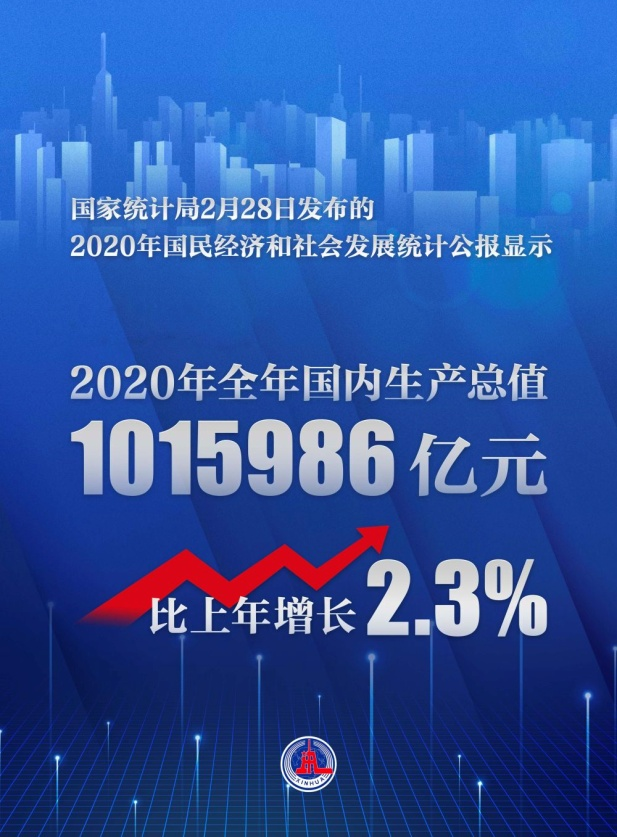 国家统计局2月28日发布的
2020年国民经济和社会发展统计公报显示
2020年全年国内生产总值
1015986亿元
比上年增长2.3%
XINHUA